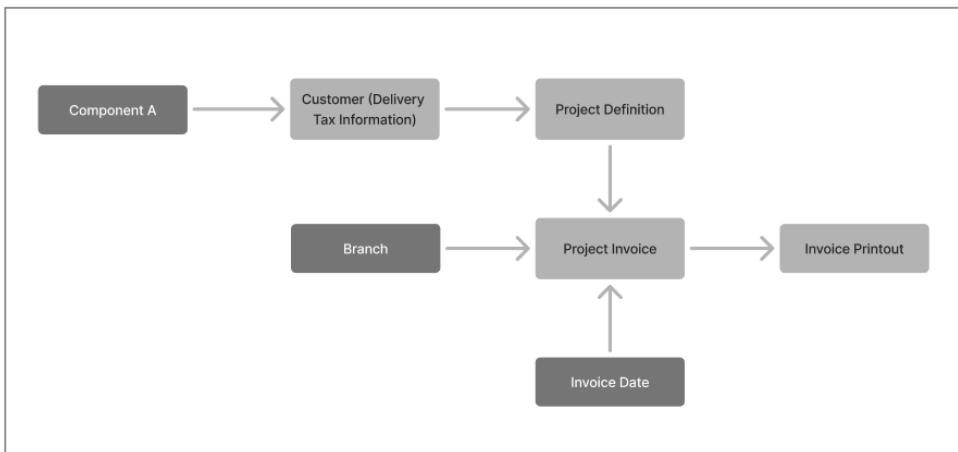 Component A
Customer (Delivery
Tax Information)
Project Definition
Branch
Project Invoice
Invoice Printout
Invoice Date